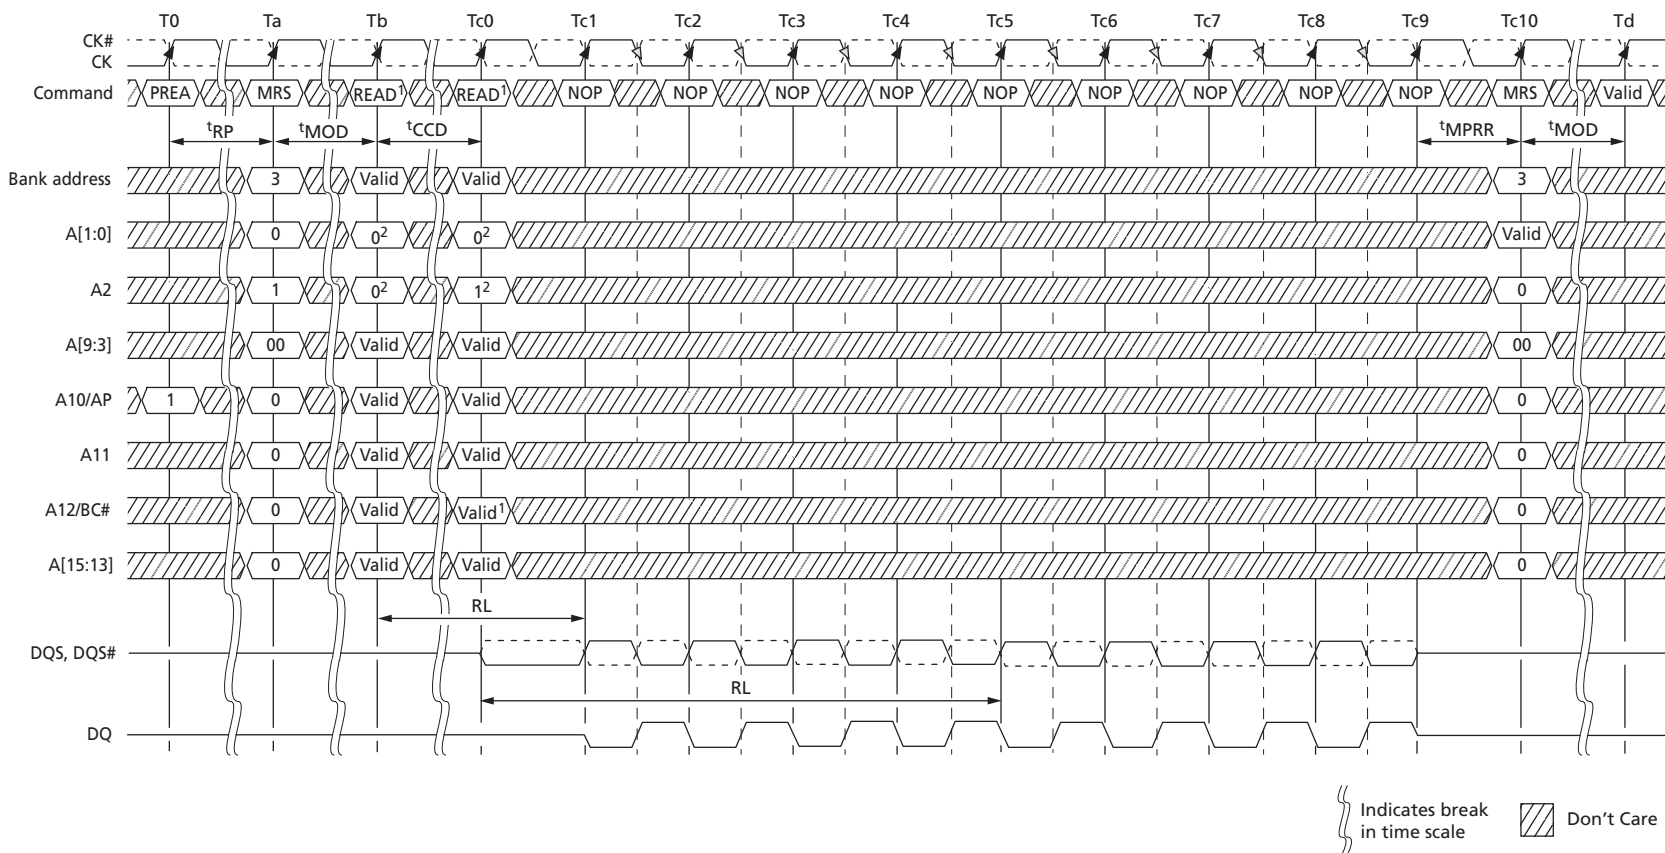 T0 Ta Tb Tc0 Tc1 Tc2 Tc3 Tc4 Tc5 Tc6 Tc7 Tc8 Tc9 Tc10 Td
CK#
CK
Command PREA MRS READ¹ READ¹ NOP NOP NOP NOP NOP NOP NOP NOP NOP MRS Valid
ᵗRP ᵗMOD ᵗCCD ᵗMPRR ᵗMOD
Bank address 3 Valid Valid 3
A[1:0] 0 0² 0² Valid
A2 1 0² 1² 0
A[9:3] 00 Valid Valid 00
A10/AP 1 0 Valid Valid 0
A11 0 Valid Valid 0
A12/BC# 0 Valid Valid¹ 0
A[15:13] 0 Valid Valid 0
RL
DQS, DQS#
RL
DQ
Indicates break
in time scale
Don't Care